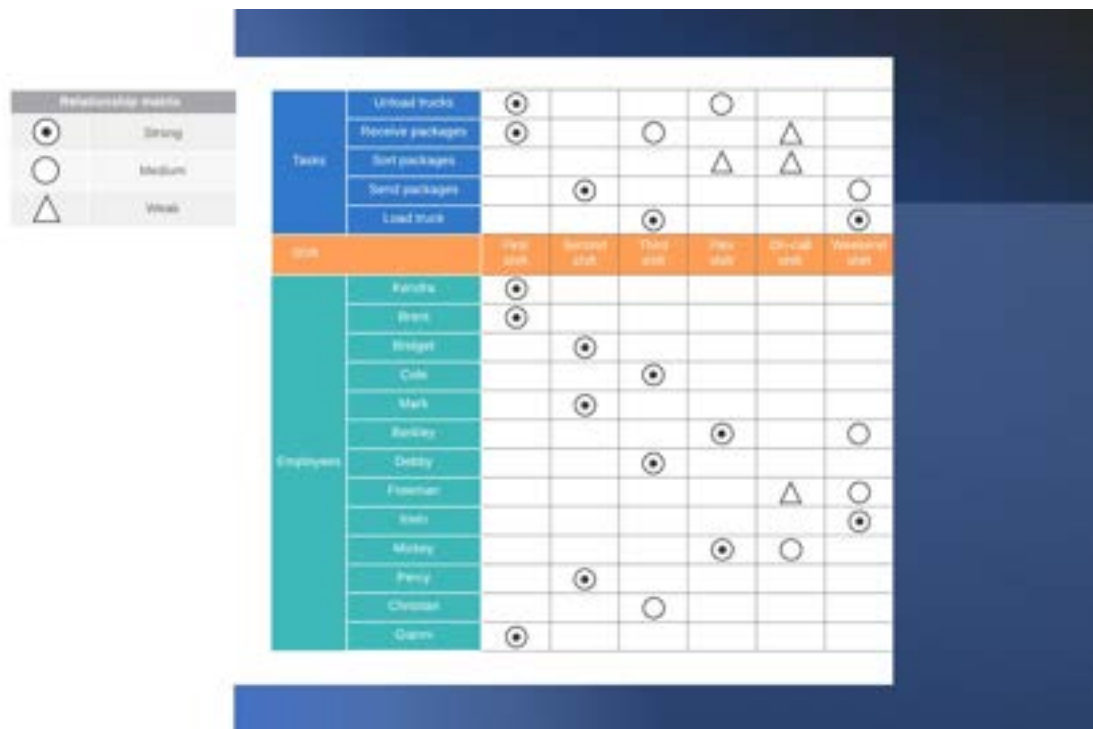 Relationship matrix
Strong
Medium
Weak
Tasks
Unload trucks
Receive packages
Sort packages
Send packages
Load truck
Shift
First shift
Second shift
Third shift
Flex shift
On-call shift
Weekend shift
Employees
Kendra
Brent
Bridget
Cole
Mark
Debby
Freeman
Mickey
Percy
Christian